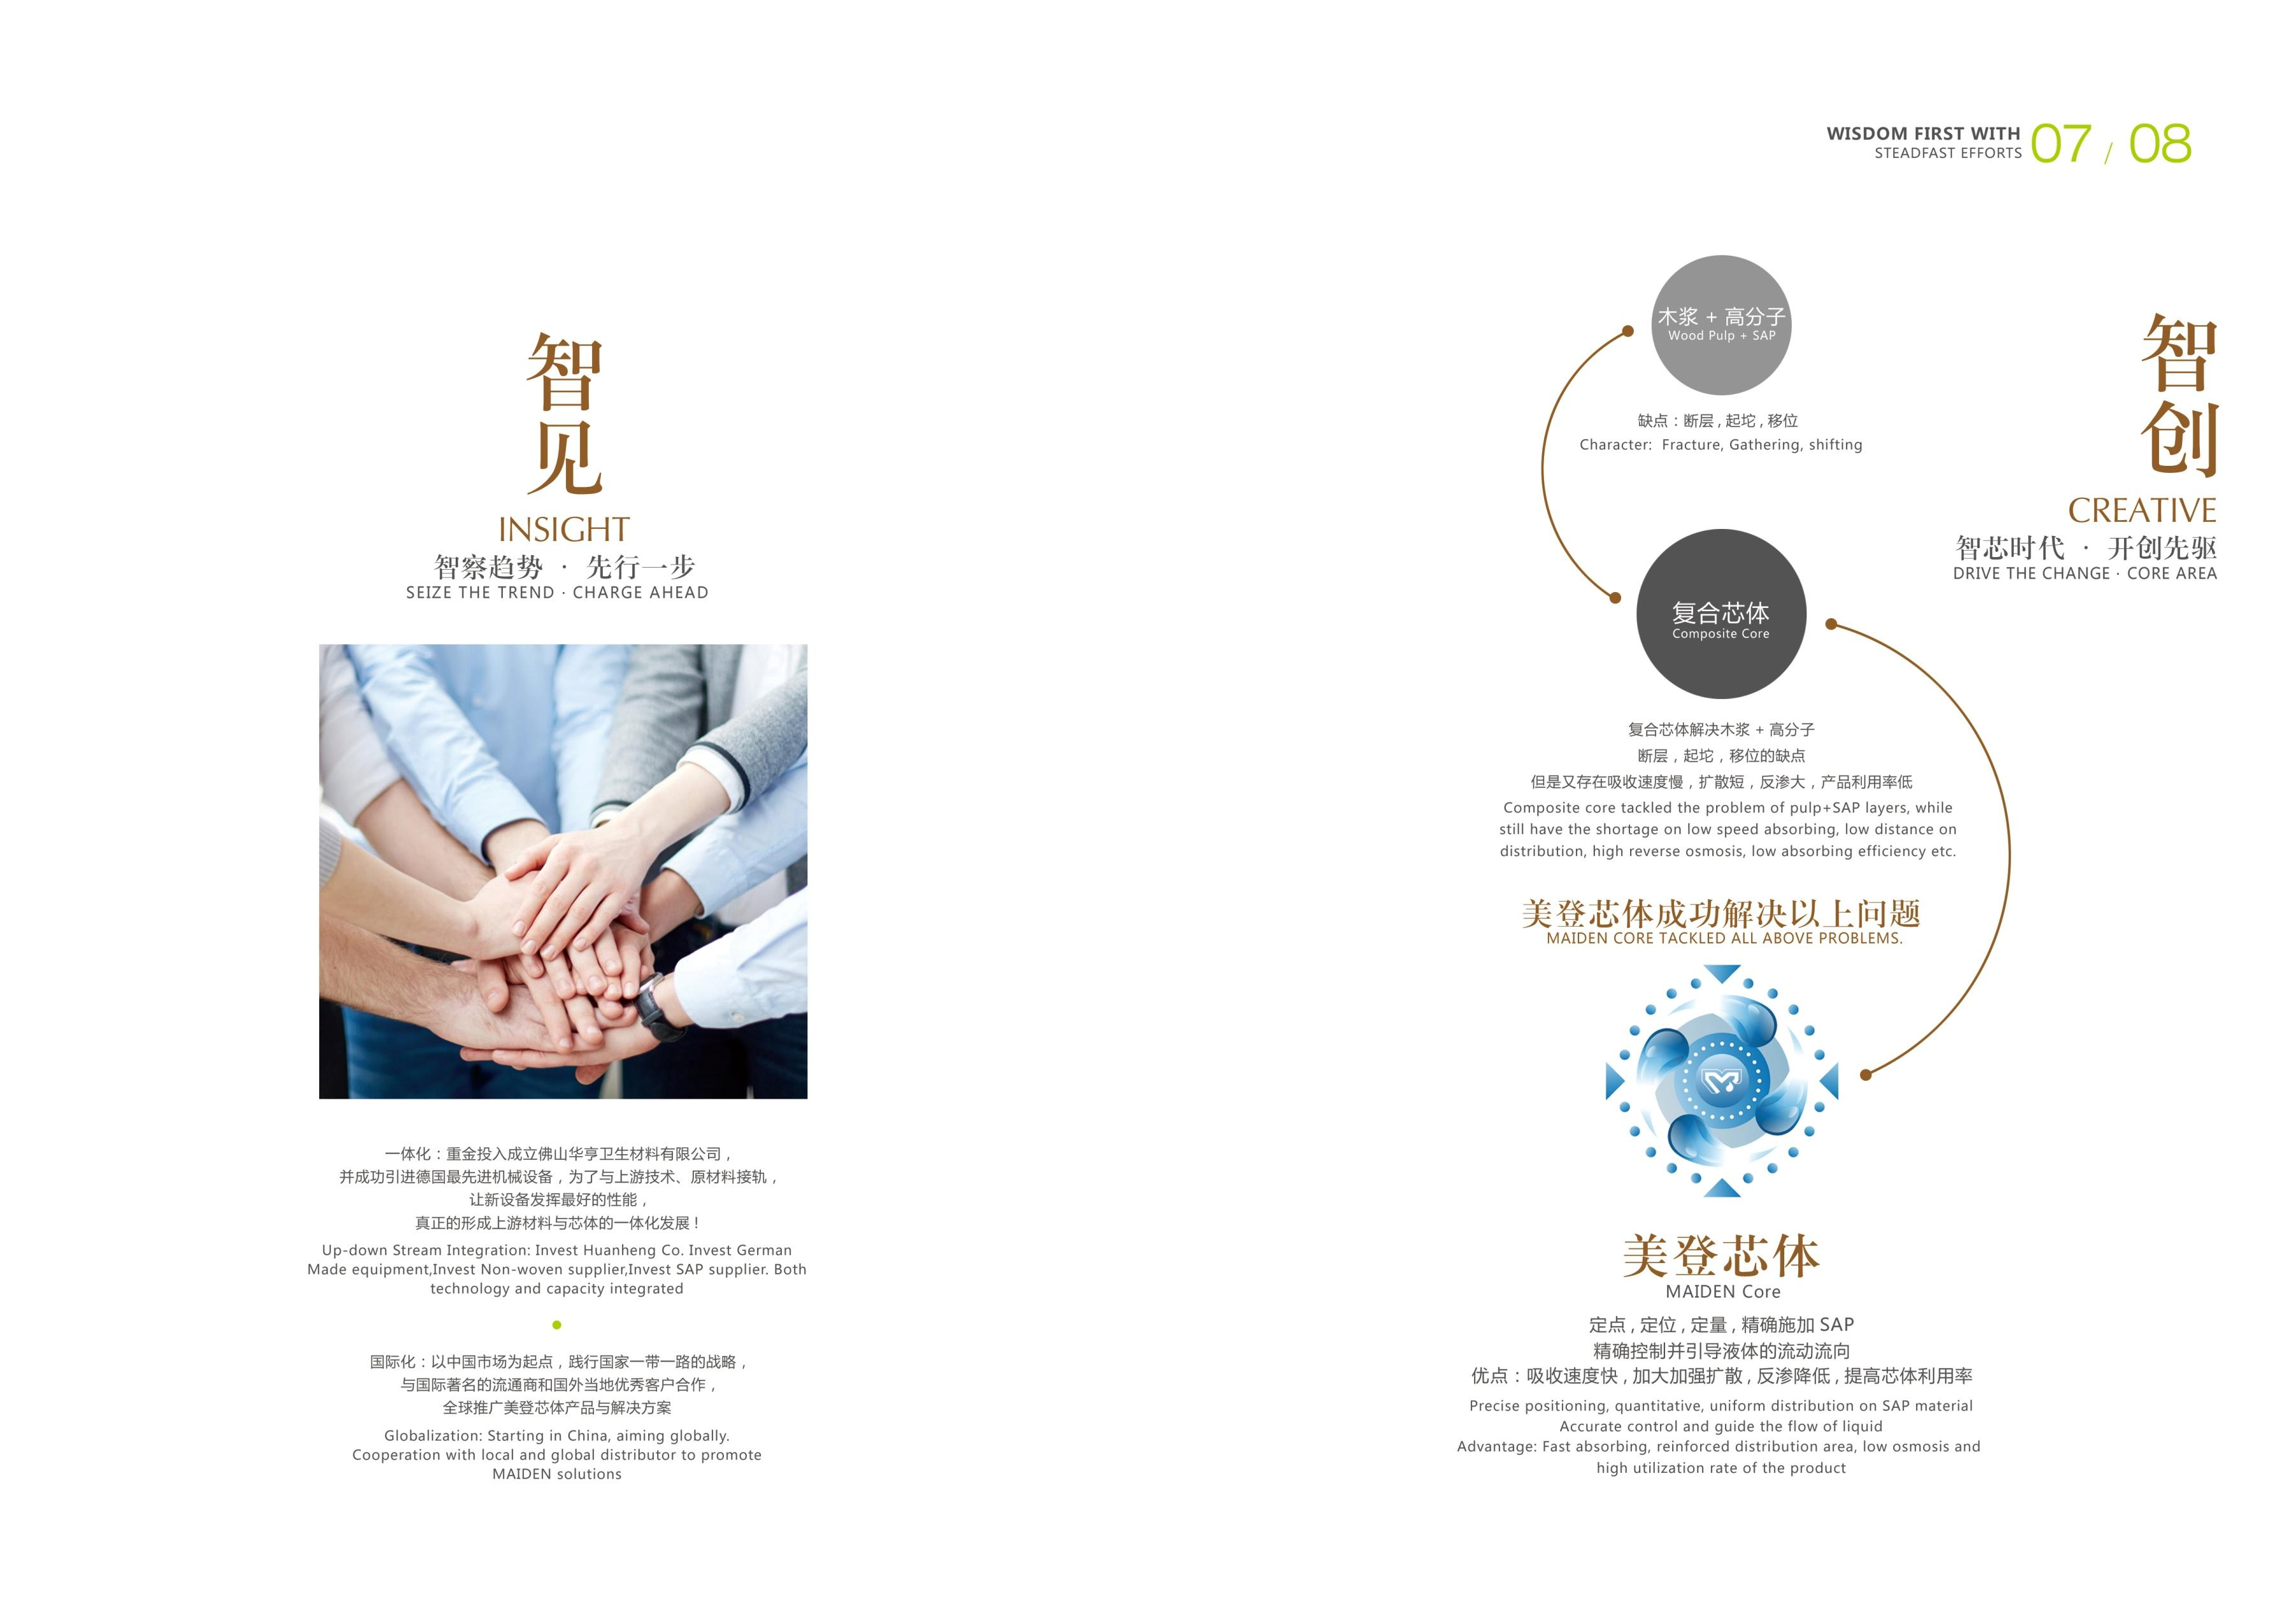 WISDOM FIRST WITH
STEADFAST EFFORTS
07 / 08
智
见
INSIGHT
智察趋势 · 先行一步
SEIZE THE TREND · CHARGE AHEAD
一体化：重金投入成立佛山华亨卫生材料有限公司，
并成功引进德国最先进机械设备，为了与上游技术、原材料接轨，
让新设备发挥最好的性能，
真正的形成上游材料与芯体的一体化发展！
Up-down Stream Integration: Invest Huanheng Co. Invest German
Made equipment,Invest Non-woven supplier,Invest SAP supplier. Both
technology and capacity integrated
国际化：以中国市场为起点，践行国家一带一路的战略，
与国际著名的流通商和国外当地优秀客户合作，
全球推广美登芯体产品与解决方案
Globalization: Starting in China, aiming globally.
Cooperation with local and global distributor to promote
MAIDEN solutions
智
创
CREATIVE
智芯时代 · 开创先驱
DRIVE THE CHANGE · CORE AREA
木浆 + 高分子
Wood Pulp + SAP
缺点：断层，起坨，移位
Character: Fracture, Gathering, shifting
复合芯体
Composite Core
复合芯体解决木浆 + 高分子
断层，起坨，移位的缺点
但是又存在吸收速度慢，扩散短，反渗大，产品利用率低
Composite core tackled the problem of pulp+SAP layers, while
still have the shortage on low speed absorbing, low distance on
distribution, high reverse osmosis, low absorbing efficiency etc.
美登芯体成功解决以上问题
MAIDEN CORE TACKLED ALL ABOVE PROBLEMS.
美登芯体
MAIDEN Core
定点，定位，定量，精确施加 SAP
精确控制并引导液体的流动流向
优点：吸收速度快，加大加强扩散，反渗降低，提高芯体利用率
Precise positioning, quantitative, uniform distribution on SAP material
Accurate control and guide the flow of liquid
Advantage: Fast absorbing, reinforced distribution area, low osmosis and
high utilization rate of the product